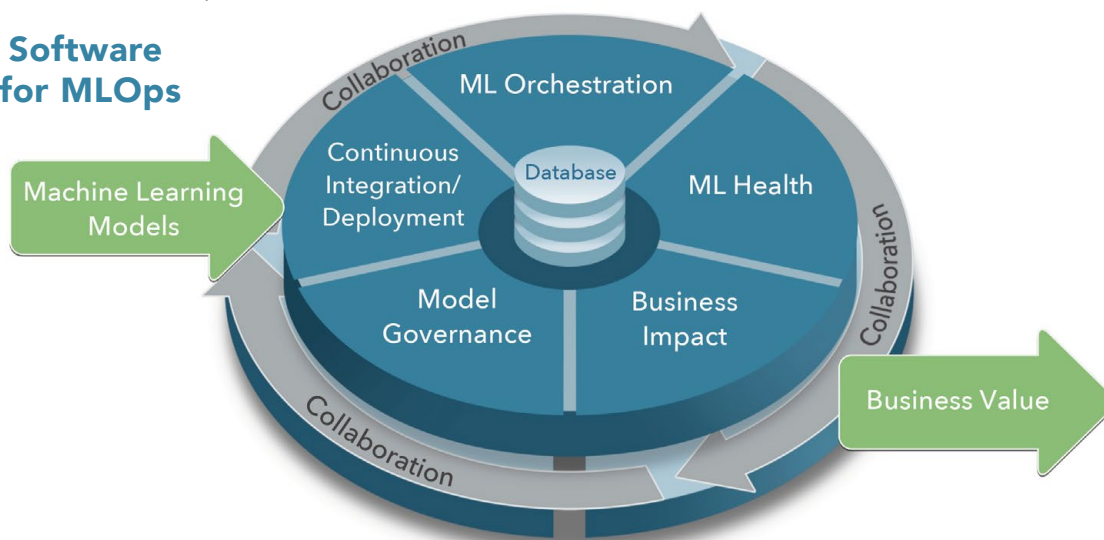 Software
for MLOps
Collaboration
ML Orchestration
Continuous
Integration/
Deployment
Database
ML Health
Machine Learning
Models
Collaboration
Model
Governance
Business
Impact
Collaboration
Business Value